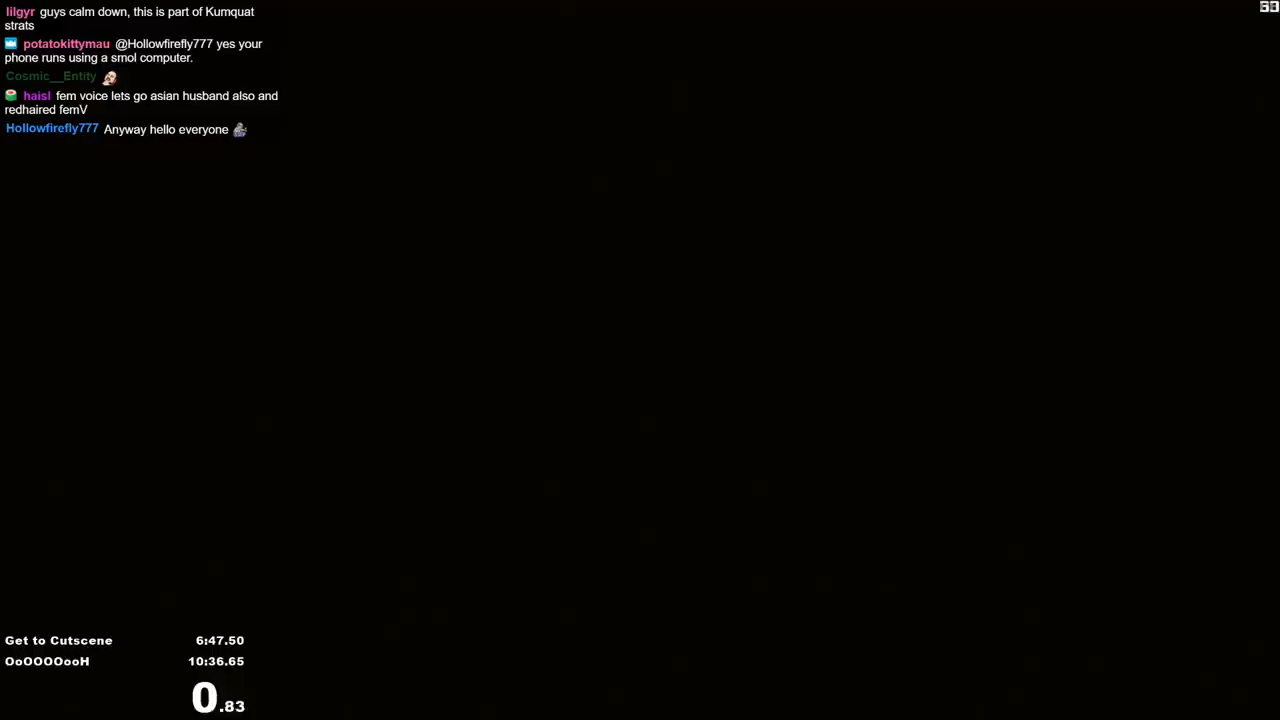 53
lilgyr guys calm down, this is part of Kumquat
strats
potatokittymau @Hollowfirefly777 yes your
phone runs using a smol computer.
Cosmic__Entity
haisl fem voice lets go asian husband also and
redhaired femV
Hollowfirefly777 Anyway hello everyone
Get to Cutscene 6:47.50
OoOOOOooH 10:36.65
0.83